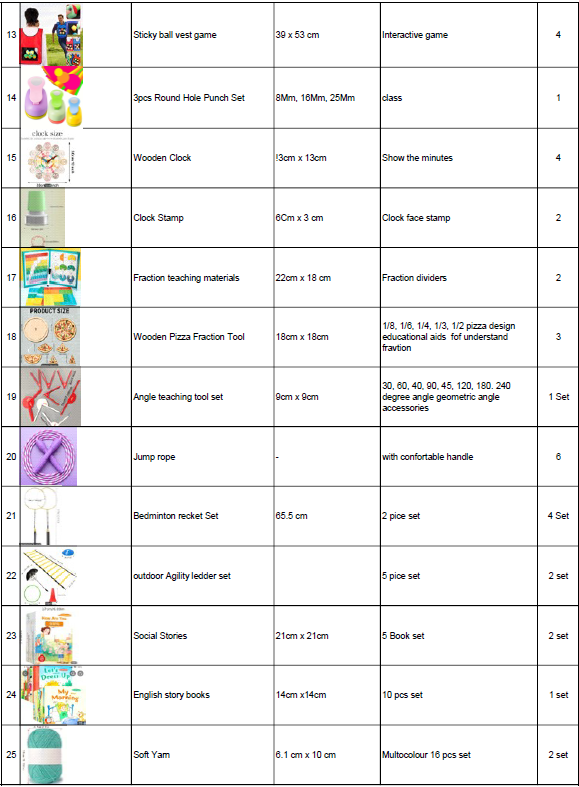 13 Sticky ball vest game 39 x 53 cm Interactive game 4
14 3pcs Round Hole Punch Set 8Mm, 16Mm, 25Mm class 1
clock size
15 Wooden Clock !3cm x 13cm Show the minutes 4
16 Clock Stamp 6Cm x 3 cm Clock face stamp 2
17 Fraction teaching materials 22cm x 18 cm Fraction dividers 2
PRODUCT SIZE
18 Wooden Pizza Fraction Tool 18cm x 18cm 1/8, 1/6, 1/4, 1/3, 1/2 pizza design
educational aids fof understand
fravtion 3
19 Angle teaching tool set 9cm x 9cm 30, 60, 40, 90, 45, 120, 180. 240
degree angle geometric angle
accessories 1 Set
20 Jump rope - with confortable handle 6
21 Bedminton recket Set 65.5 cm 2 pice set 4 Set
22 outdoor Agility ledder set 5 pice set 2 set
23 Social Stories 21cm x 21cm 5 Book set 2 set
Let's
Dress Up
My
Morning
24 English story books 14cm x14cm 10 pcs set 1 set
25 Soft Yarn 6.1 cm x 10 cm Multocolour 16 pcs set 2 set